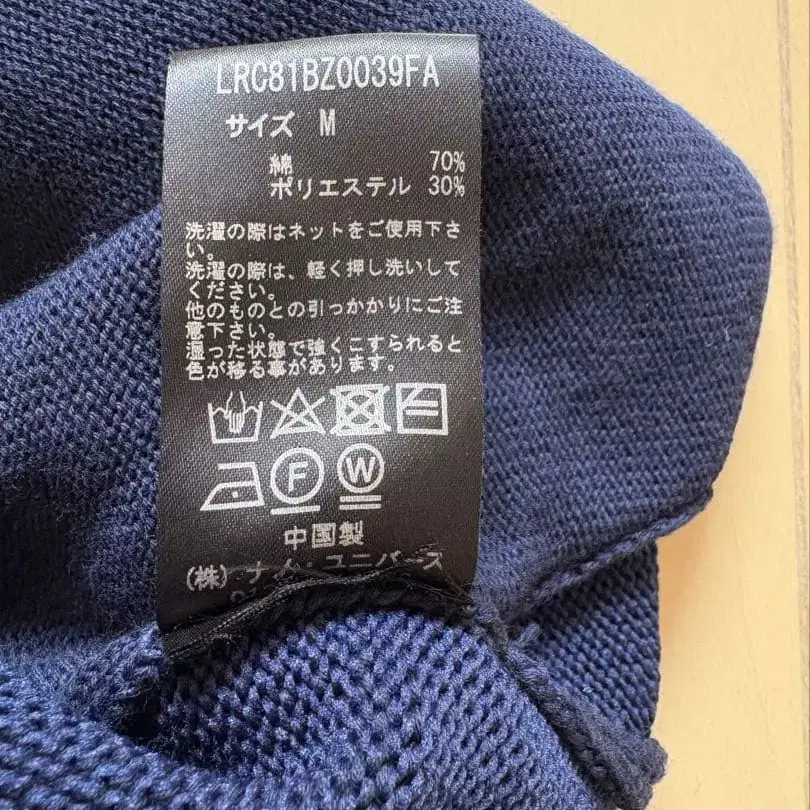 LRC81BZ0039FA
サイズ M
綿 70%
ポリエステル 30%
洗濯の際はネットをご使用下さ
い。
洗濯の際は、軽く押し洗いして
ください。
他のものとの引っかかりにご注
意下さい。
湿った状態で強くこすられると
色が移る事があります。
F W
中国製
(株) ナノ・ユニバース